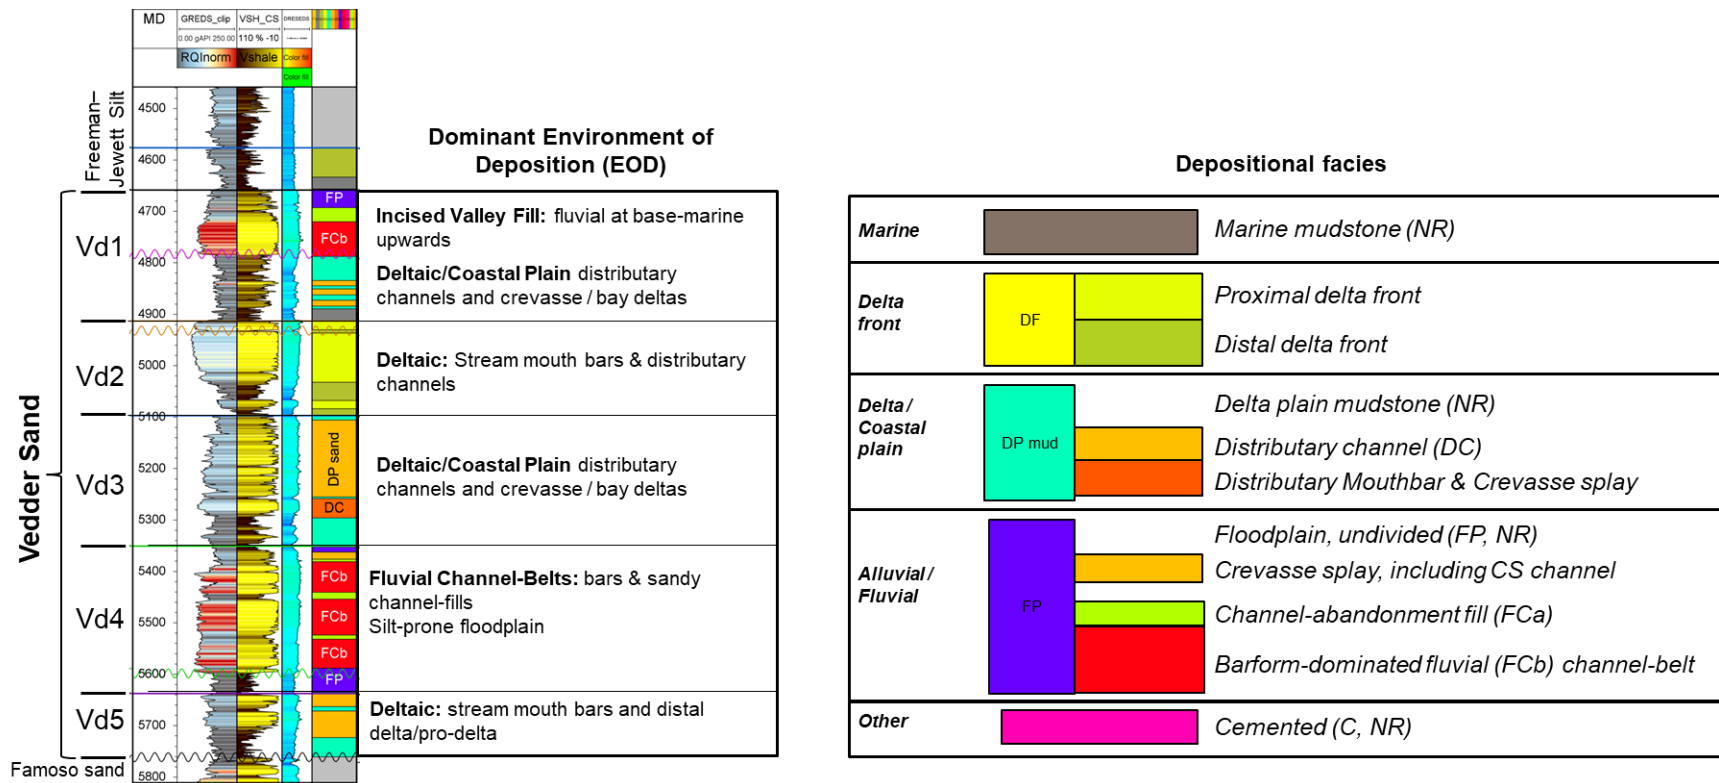 MD
GREDS_clip
VSH_CS
DRESEDS
0.00 gAPI 250.00
110 % -10
RQInorm
Vshale
Color fill
Color fill
Freeman–
Jewett Silt
4500
4600
4700
4800
4900
5000
5100
5200
5300
5400
5500
5600
5700
5800
Vedder Sand
Vd1
Vd2
Vd3
Vd4
Vd5
Famoso sand
FP
FCb
DP sand
DC
FCb
FCb
FCb
FP
Dominant Environment of
Deposition (EOD)
Incised Valley Fill: fluvial at base-marine
upwards
Deltaic/Coastal Plain distributary
channels and crevasse / bay deltas
Deltaic: Stream mouth bars & distributary
channels
Deltaic/Coastal Plain distributary
channels and crevasse / bay deltas
Fluvial Channel-Belts: bars & sandy
channel-fills
Silt-prone floodplain
Deltaic: stream mouth bars and distal
delta/pro-delta
Depositional facies
Marine
Marine mudstone (NR)
Delta
front
DF
Proximal delta front
Distal delta front
Delta /
Coastal
plain
DP mud
Delta plain mudstone (NR)
Distributary channel (DC)
Distributary Mouthbar & Crevasse splay
Alluvial /
Fluvial
FP
Floodplain, undivided (FP, NR)
Crevasse splay, including CS channel
Channel-abandonment fill (FCa)
Barform-dominated fluvial (FCb) channel-belt
Other
Cemented (C, NR)